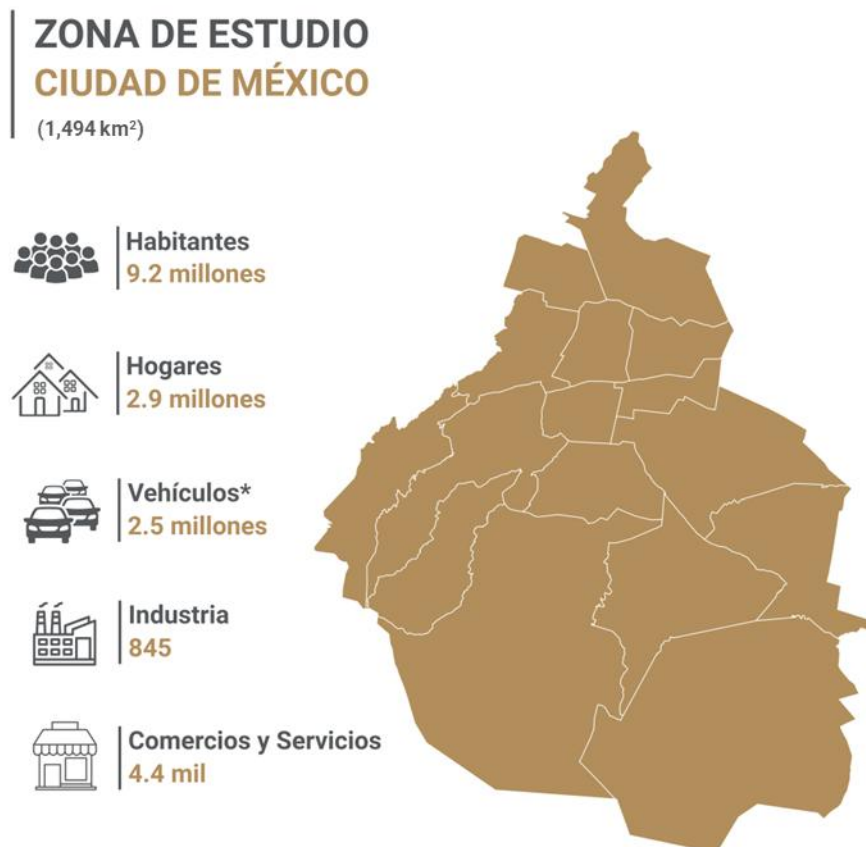 ZONA DE ESTUDIO
CIUDAD DE MÉXICO
(1,494 km²)
Habitantes
9.2 millones
Hogares
2.9 millones
Vehículos*
2.5 millones
Industria
845
Comercios y Servicios
4.4 mil